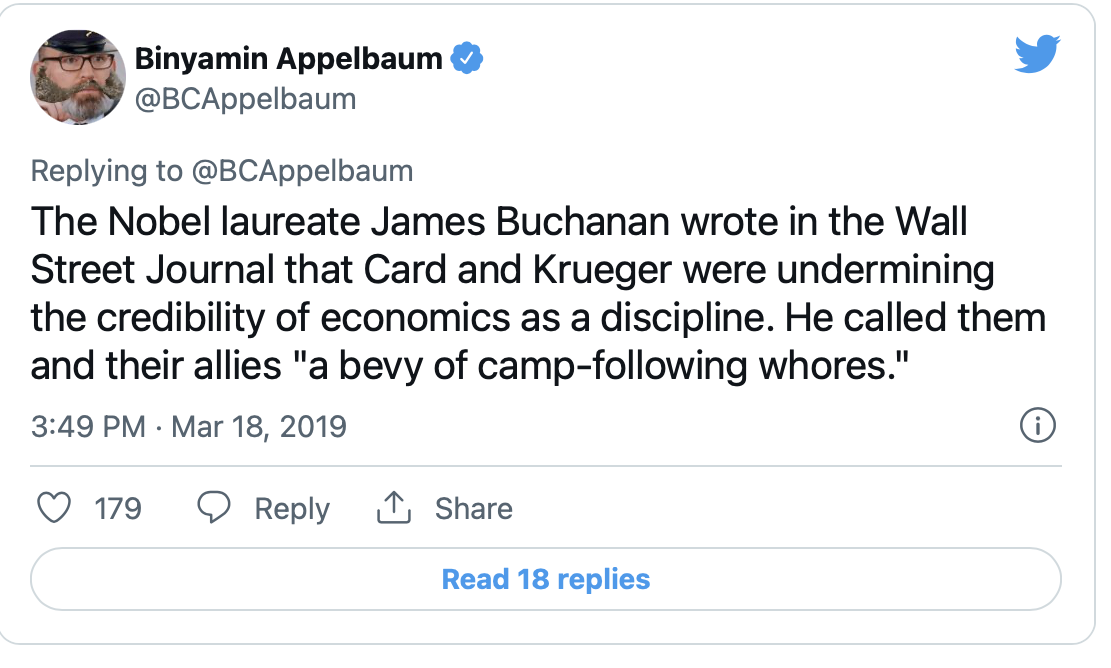 Binyamin Appelbaum
@BCAppelbaum
Replying to @BCAppelbaum
The Nobel laureate James Buchanan wrote in the Wall
Street Journal that Card and Krueger were undermining
the credibility of economics as a discipline. He called them
and their allies "a bevy of camp-following whores."
3:49 PM · Mar 18, 2019
179 Reply Share
Read 18 replies